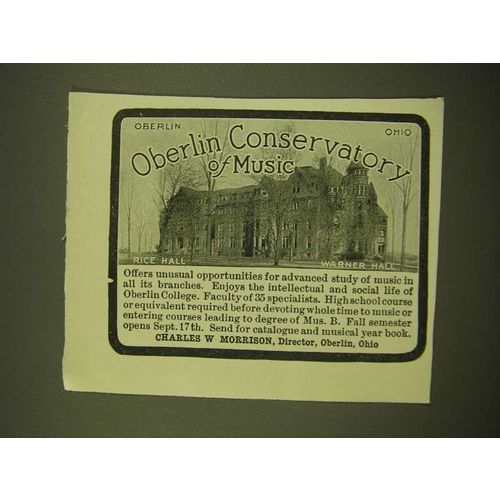 OBERLIN OHIO
Oberlin Conservatory
of Music
RICE HALL WARNER HALL
Offers unusual opportunities for advanced study of music in
all its branches. Enjoys the intellectual and social life of
Oberlin College. Faculty of 35 specialists. High school course
or equivalent required before devoting whole time to music or
entering courses leading to degree of Mus. B. Fall semester
opens Sept. 17th. Send for catalogue and musical year book.
CHARLES W MORRISON, Director, Oberlin, Ohio